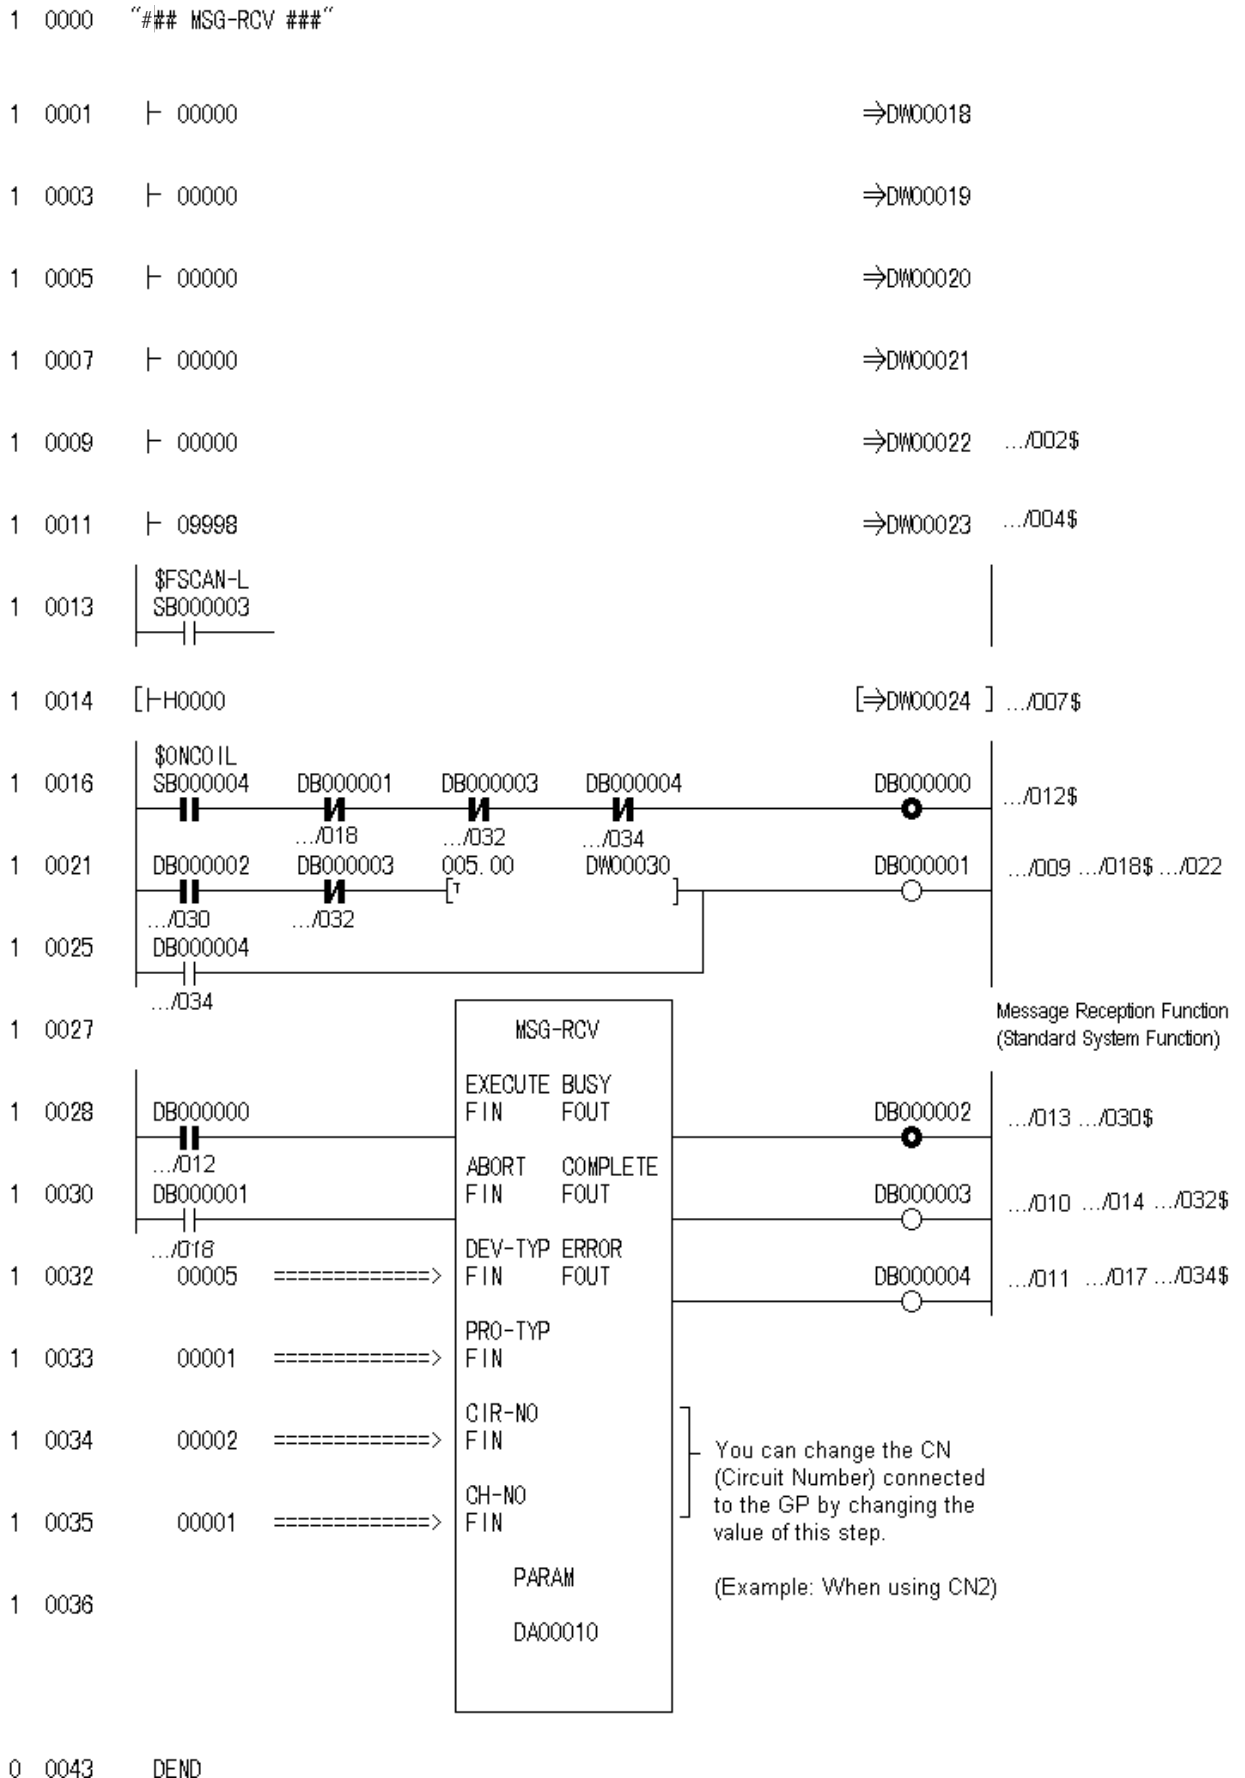 1 0000 "### MSG-RCV ###"
1 0001 ├ 00000 ⇒DW00018
1 0003 ├ 00000 ⇒DW00019
1 0005 ├ 00000 ⇒DW00020
1 0007 ├ 00000 ⇒DW00021
1 0009 ├ 00000 ⇒DW00022 .../002$
1 0011 ├ 09998 ⇒DW00023 .../004$
$FSCAN-L
1 0013 SB000003
1 0014 [├H0000 [⇒DW00024 ] .../007$
$ONCOIL
1 0016 SB000004 DB000001 DB000003 DB000004 DB000000 .../012$
.../018 .../032 .../034
1 0021 DB000002 DB000003 005.00 DW00030 DB000001 .../009 .../018$ .../022
[T ]
.../030 .../032
1 0025 DB000004
.../034
1 0027 MSG-RCV Message Reception Function
(Standard System Function)
EXECUTE BUSY
1 0028 DB000000 FIN FOUT DB000002 .../013 .../030$
.../012
ABORT COMPLETE
1 0030 DB000001 FIN FOUT DB000003 .../010 .../014 .../032$
.../018
DEV-TYP ERROR
1 0032 00005 =============> FIN FOUT DB000004 .../011 .../017 .../034$
PRO-TYP
1 0033 00001 =============> FIN
CIR-NO
1 0034 00002 =============> FIN
You can change the CN
(Circuit Number) connected
to the GP by changing the
value of this step.
CH-NO
1 0035 00001 =============> FIN
PARAM
(Example: When using CN2)
1 0036
DA00010
0 0043 DEND